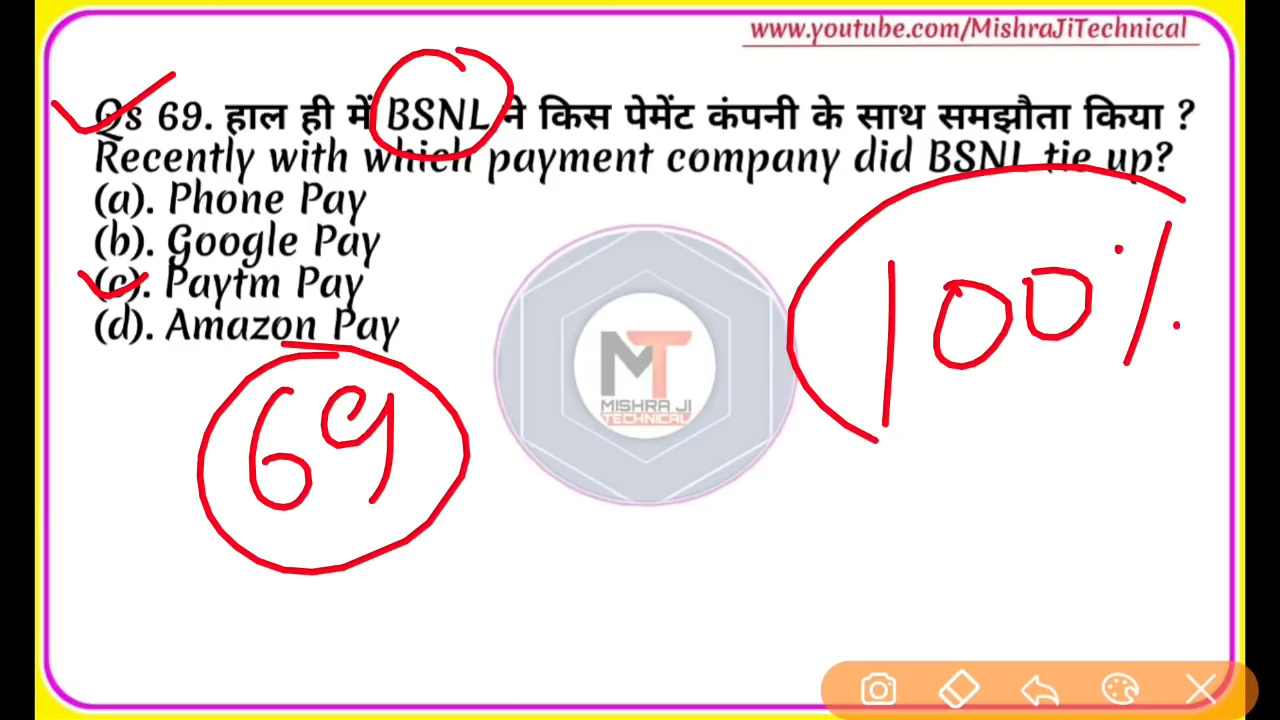 www.youtube.com/MishraJiTechnical
Qs 69. हाल ही में BSNL ने किस पेमेंट कंपनी के साथ समझौता किया ?
Recently with which payment company did BSNL tie up?
(a). Phone Pay
(b). Google Pay
(c). Paytm Pay
(d). Amazon Pay
100%
69
MT
MISHRA JI
TECHNICAL